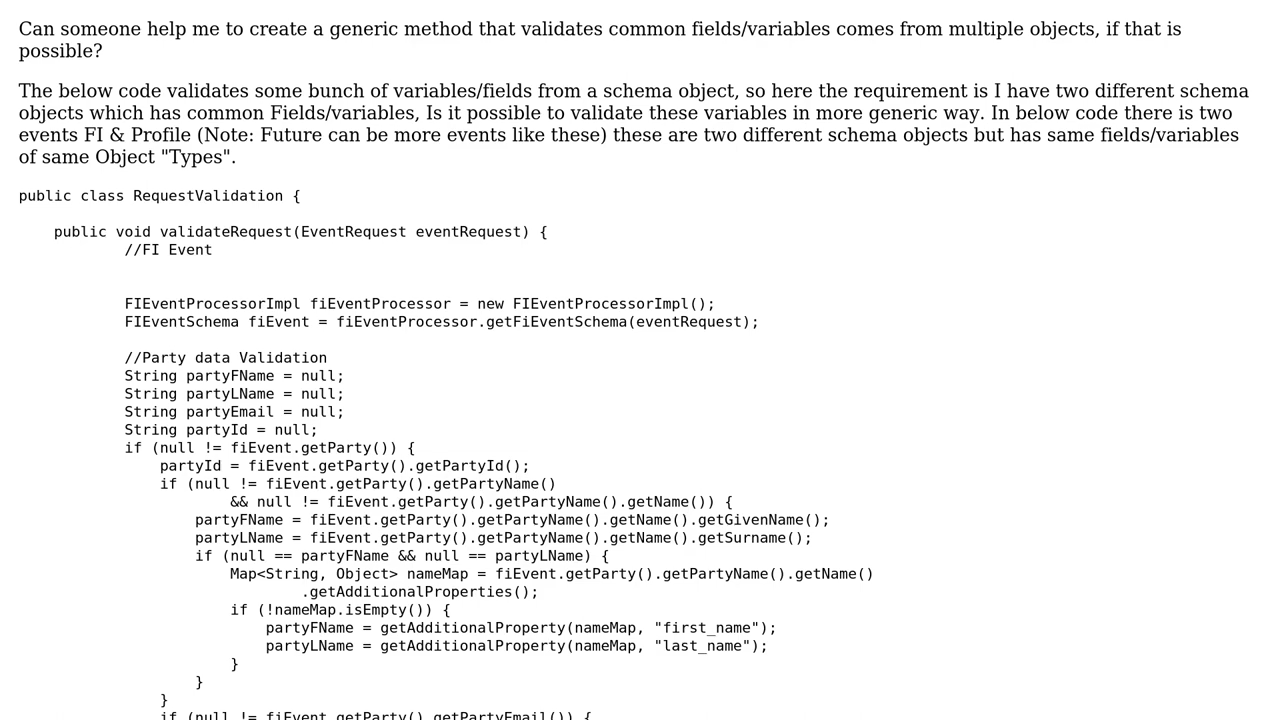 Can someone help me to create a generic method that validates common fields/variables comes from multiple objects, if that is
possible?
The below code validates some bunch of variables/fields from a schema object, so here the requirement is I have two different schema
objects which has common Fields/variables, Is it possible to validate these variables in more generic way. In below code there is two
events FI & Profile (Note: Future can be more events like these) these are two different schema objects but has same fields/variables
of same Object "Types".
public class RequestValidation {
    public void validateRequest(EventRequest eventRequest) {
            //FI Event
            FIEventProcessorImpl fiEventProcessor = new FIEventProcessorImpl();
            FIEventSchema fiEvent = fiEventProcessor.getFiEventSchema(eventRequest);
            //Party data Validation
            String partyFName = null;
            String partyLName = null;
            String partyEmail = null;
            String partyId = null;
            if (null != fiEvent.getParty()) {
                partyId = fiEvent.getParty().getPartyId();
                if (null != fiEvent.getParty().getPartyName()
                        && null != fiEvent.getParty().getPartyName().getName()) {
                    partyFName = fiEvent.getParty().getPartyName().getName().getGivenName();
                    partyLName = fiEvent.getParty().getPartyName().getName().getSurname();
                    if (null == partyFName && null == partyLName) {
                        Map<String, Object> nameMap = fiEvent.getParty().getPartyName().getName()
                                .getAdditionalProperties();
                        if (!nameMap.isEmpty()) {
                            partyFName = getAdditionalProperty(nameMap, "first_name");
                            partyLName = getAdditionalProperty(nameMap, "last_name");
                        }
                    }
                }
                if (null != fiEvent.getParty().getPartyEmail()) {